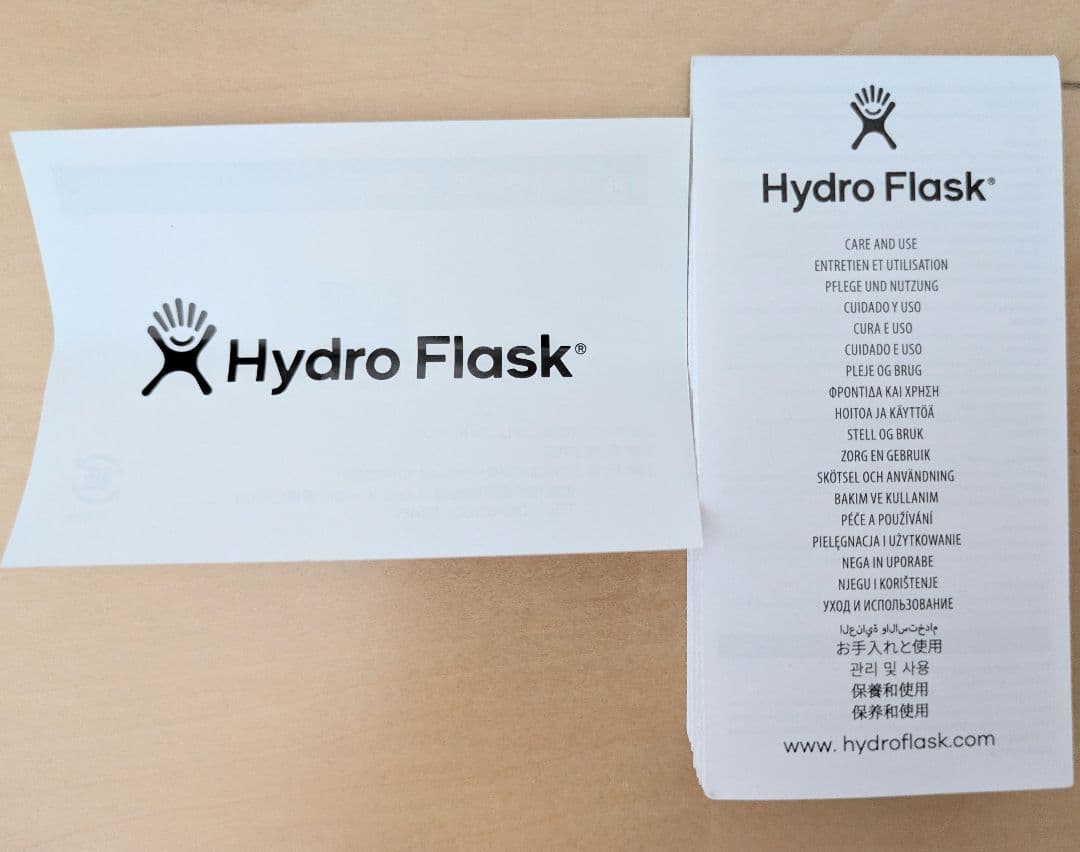 Hydro Flask®
Hydro Flask®
CARE AND USE
ENTRETIEN ET UTILISATION
PFLEGE UND NUTZUNG
CUIDADO Y USO
CURA E USO
CUIDADO E USO
PLEJE OG BRUG
ΦΡΟΝΤΙΔΑ ΚΑΙ ΧΡΗΣΗ
HOITOA JA KÄYTTÖÄ
STELL OG BRUK
ZORG EN GEBRUIK
SKÖTSEL OCH ANVÄNDNING
BAKIM VE KULLANIM
PÉČE A POUŽÍVÁNÍ
PIELĘGNACJA I UŻYTKOWANIE
NEGA IN UPORABE
NJEGU I KORIŠTENJE
УХОД И ИСПОЛЬЗОВАНИЕ
العناية والاستخدام
お手入れと使用
관리 및 사용
保養和使用
保养和使用
www. hydroflask.com